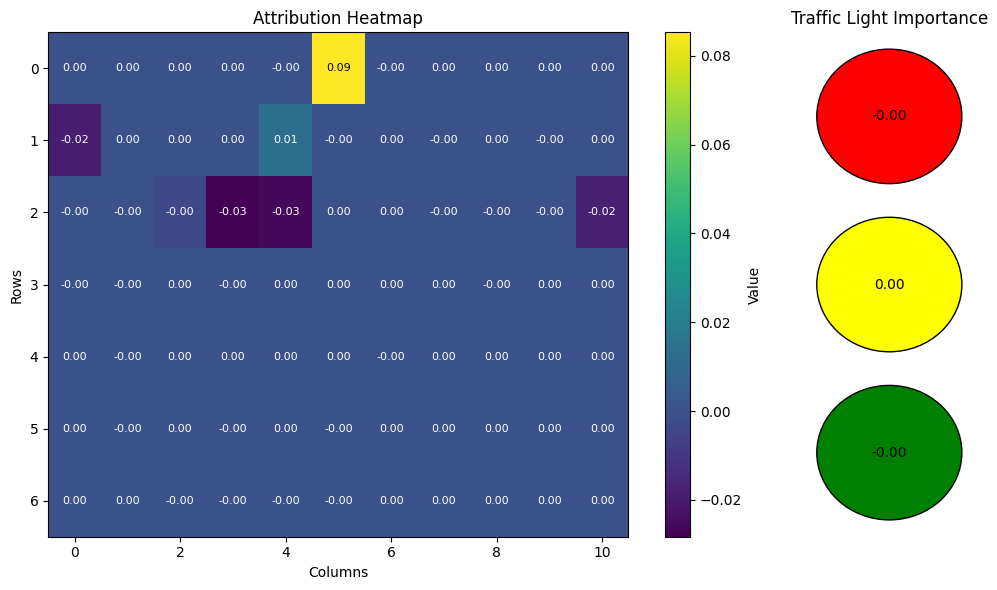 Attribution Heatmap
Traffic Light Importance
0 0.00 0.00 0.00 0.00 -0.00 0.09 -0.00 0.00 0.00 0.00 0.00
1 -0.02 0.00 0.00 0.00 0.01 -0.00 0.00 -0.00 0.00 -0.00 0.00
2 -0.00 -0.00 -0.00 -0.03 -0.03 0.00 0.00 -0.00 -0.00 -0.00 -0.02
3 -0.00 -0.00 0.00 -0.00 0.00 0.00 0.00 0.00 -0.00 0.00 0.00
4 0.00 -0.00 0.00 0.00 0.00 0.00 -0.00 0.00 0.00 0.00 0.00
5 0.00 -0.00 0.00 -0.00 0.00 -0.00 0.00 0.00 0.00 0.00 0.00
6 0.00 0.00 -0.00 -0.00 -0.00 -0.00 0.00 0.00 0.00 0.00 0.00
0 2 4 6 8 10
Columns
Rows
0.08
0.06
0.04
0.02
0.00
−0.02
Value
-0.00
0.00
-0.00